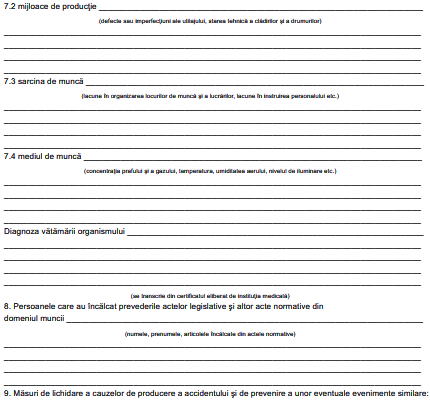 7.2 mijloace de producţie
(defecte sau imperfecţiuni ale utilajului, starea tehnică a clădirilor şi a drumurilor)
7.3 sarcina de muncă
(lacune în organizarea locurilor de muncă şi a lucrărilor, lacune în instruirea personalului etc.)
7.4 mediul de muncă
(concentraţia prafului şi a gazului, temperatura, umiditatea aerului, nivelul de iluminare etc.)
Diagnoza vătămării organismului
(se transcrie din certificatul eliberat de instituţia medicală)
8. Persoanele care au încălcat prevederile actelor legislative şi altor acte normative din
domeniul muncii
(numele, prenumele, articolele încălcate din actele normative)
9. Măsuri de lichidare a cauzelor de producere a accidentului şi de prevenire a unor eventuale evenimente similare: